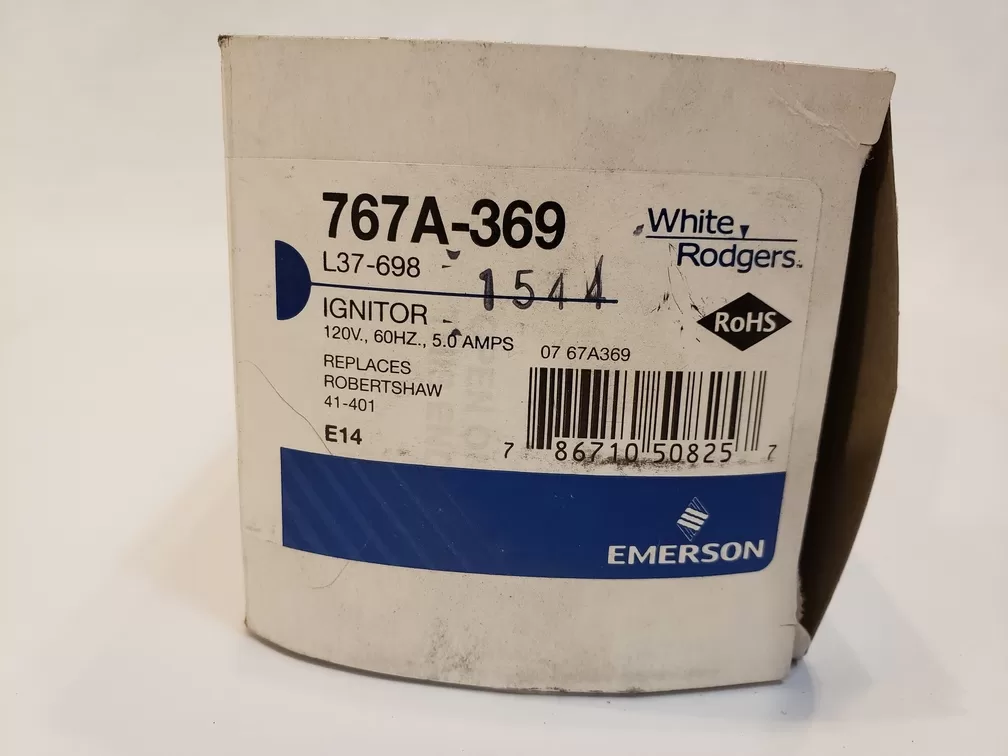 767A-369
L37-698
1544
IGNITOR
120V., 60HZ., 5.0 AMPS
REPLACES
ROBERTSHAW
41-401
E14
White
Rodgers
RoHS
07 67A369
7 86710 50825 7
EMERSON